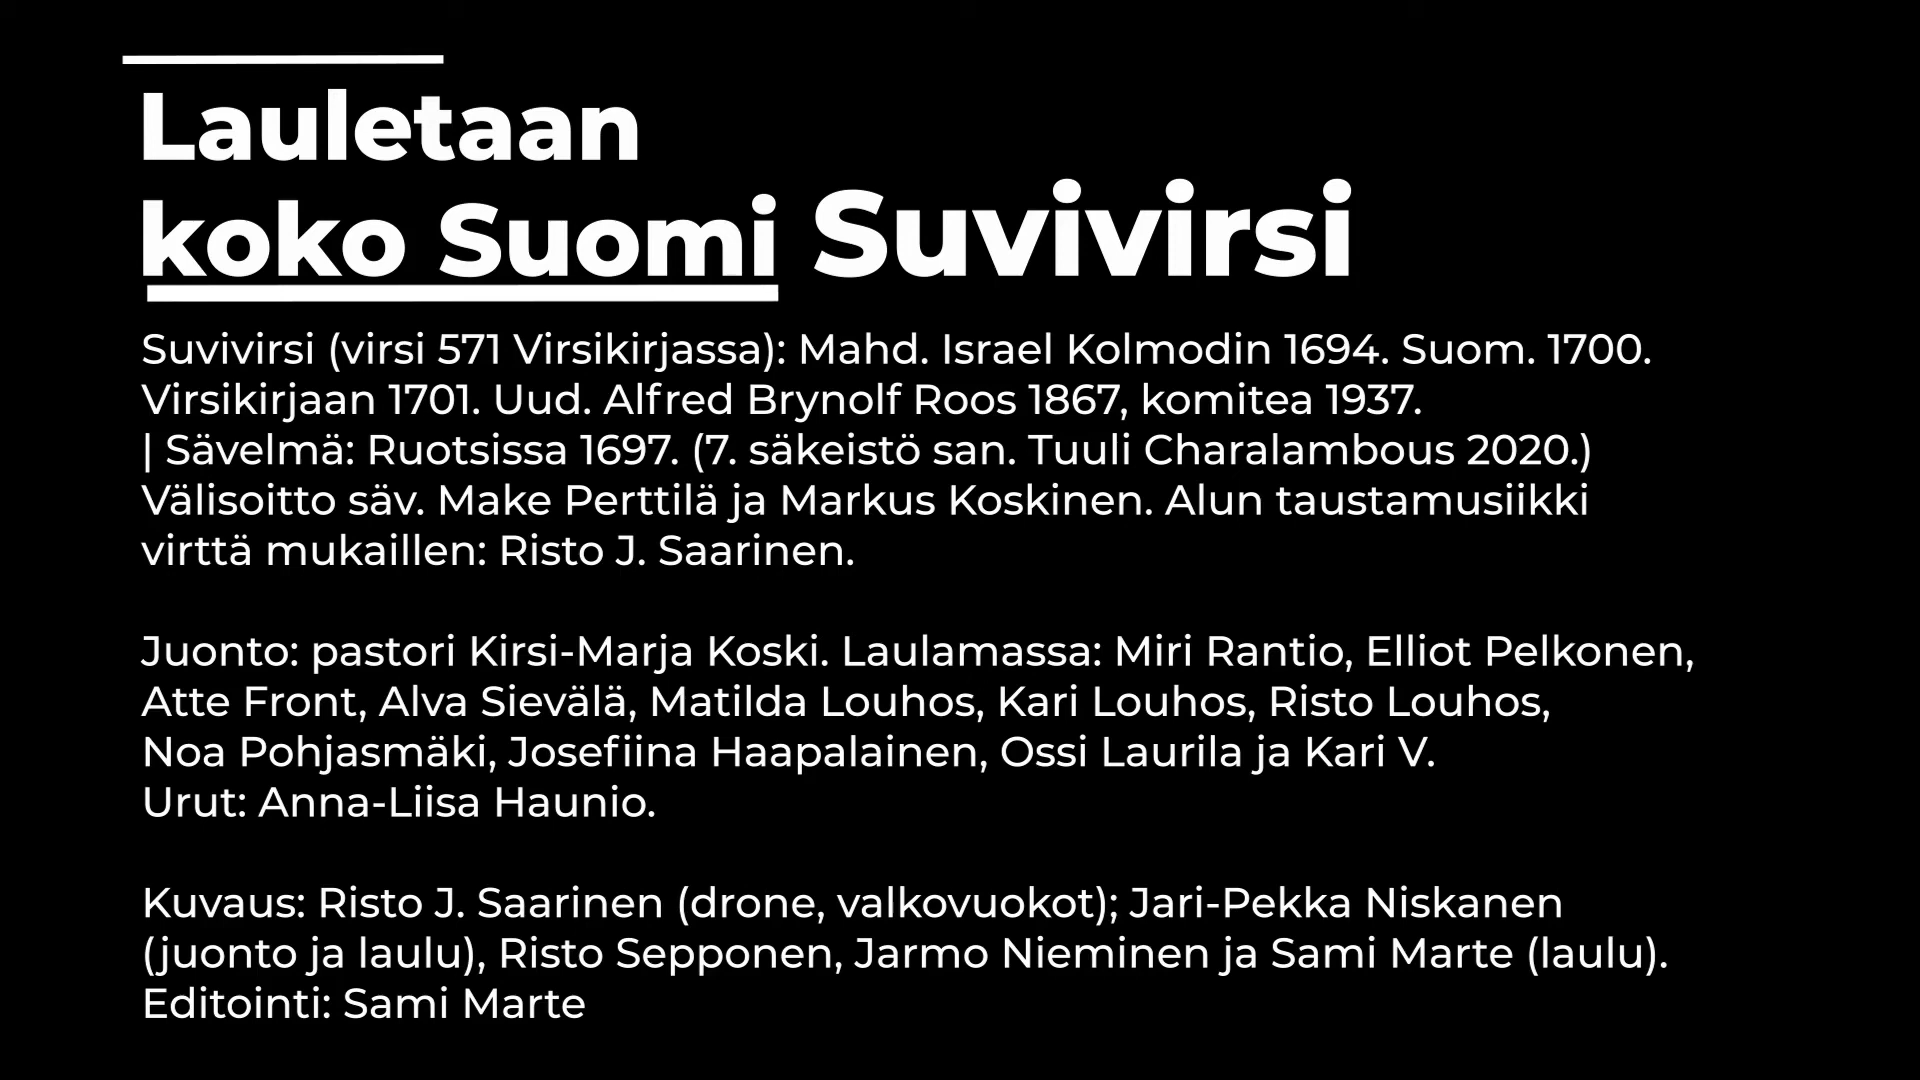 Lauletaan
koko Suomi Suvivirsi
Suvivirsi (virsi 571 Virsikirjassa): Mahd. Israel Kolmodin 1694. Suom. 1700.
Virsikirjaan 1701. Uud. Alfred Brynolf Roos 1867, komitea 1937.
| Sävelmä: Ruotsissa 1697. (7. säkeistö san. Tuuli Charalambous 2020.)
Välisoitto säv. Make Perttilä ja Markus Koskinen. Alun taustamusiikki
virttä mukaillen: Risto J. Saarinen.
Juonto: pastori Kirsi-Marja Koski. Laulamassa: Miri Rantio, Elliot Pelkonen,
Atte Front, Alva Sievälä, Matilda Louhos, Kari Louhos, Risto Louhos,
Noa Pohjasmäki, Josefiina Haapalainen, Ossi Laurila ja Kari V.
Urut: Anna-Liisa Haunio.
Kuvaus: Risto J. Saarinen (drone, valkovuokot); Jari-Pekka Niskanen
(juonto ja laulu), Risto Sepponen, Jarmo Nieminen ja Sami Marte (laulu).
Editointi: Sami Marte